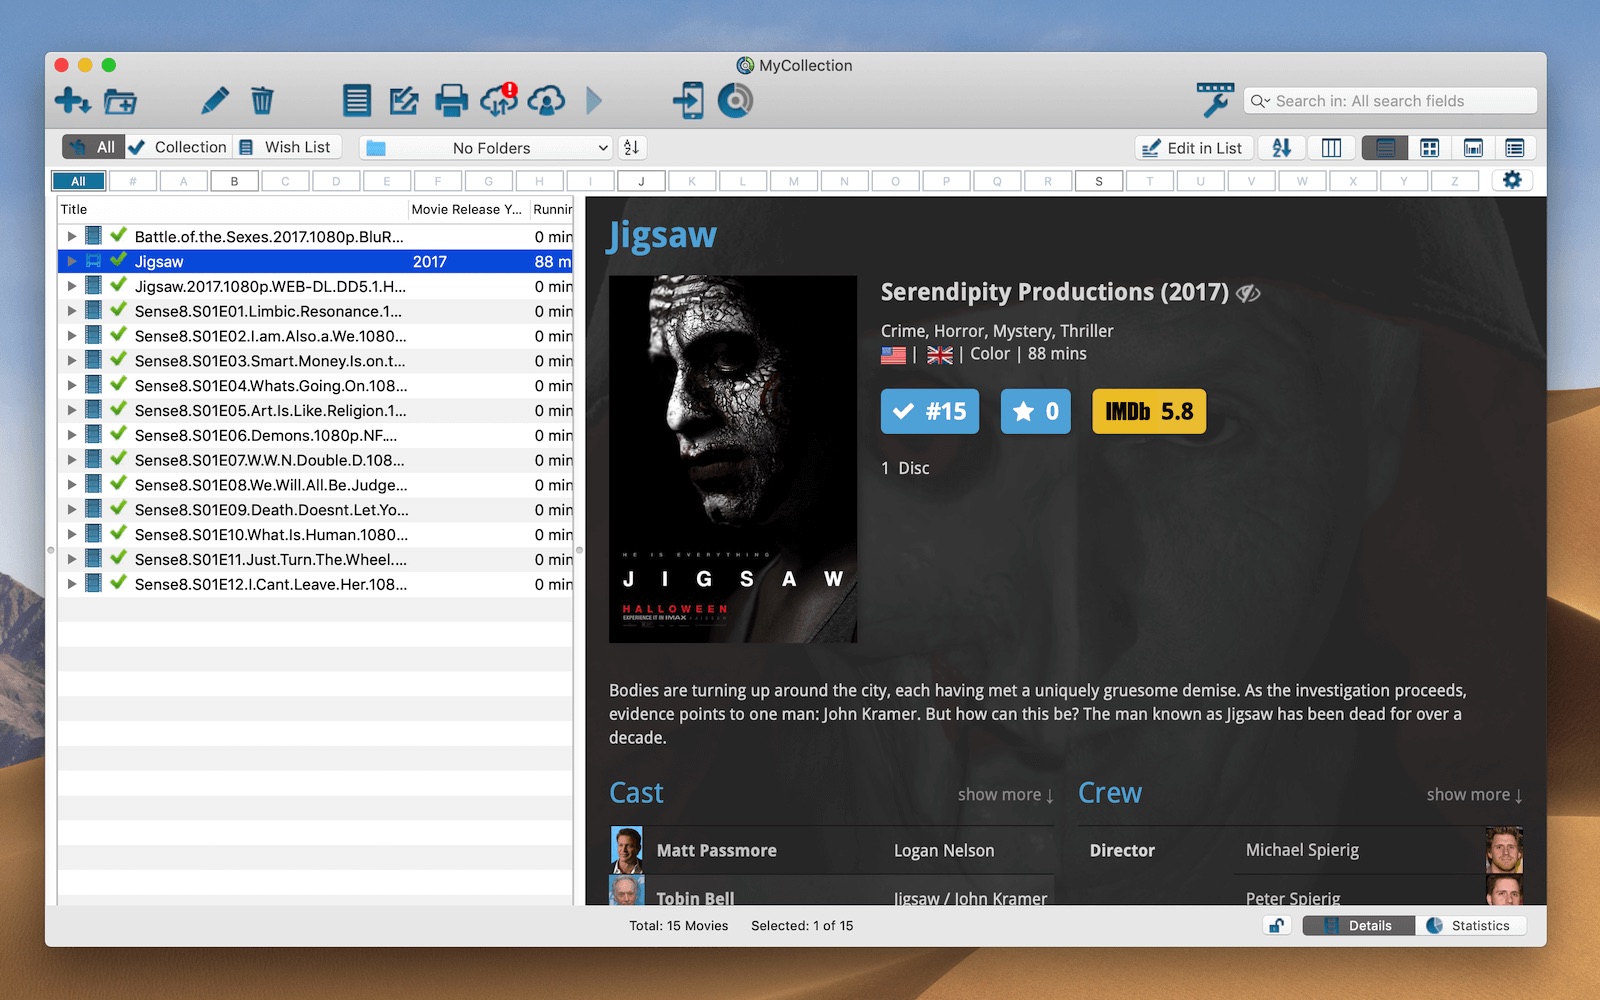 MyCollection
Search in: All search fields
All
Collection
Wish List
No Folders
Edit in List
All # A B C D E F G H I J K L M N O P Q R S T U V W X Y Z
Title Movie Release Y... Runnin
Battle.of.the.Sexes.2017.1080p.BluR... 0 min
Jigsaw 2017 88 m
Jigsaw.2017.1080p.WEB-DL.DD5.1.H... 0 min
Sense8.S01E01.Limbic.Resonance.1... 0 min
Sense8.S01E02.I.am.Also.a.We.1080... 0 min
Sense8.S01E03.Smart.Money.Is.on.t... 0 min
Sense8.S01E04.Whats.Going.On.108... 0 min
Sense8.S01E05.Art.Is.Like.Religion.1... 0 min
Sense8.S01E06.Demons.1080p.NF.... 0 min
Sense8.S01E07.W.W.N.Double.D.108... 0 min
Sense8.S01E08.We.Will.All.Be.Judge... 0 min
Sense8.S01E09.Death.Doesnt.Let.Yo... 0 min
Sense8.S01E10.What.Is.Human.1080... 0 min
Sense8.S01E11.Just.Turn.The.Wheel.... 0 min
Sense8.S01E12.I.Cant.Leave.Her.108... 0 min
Jigsaw
Serendipity Productions (2017)
Crime, Horror, Mystery, Thriller
| | Color | 88 mins
#15
0
IMDb 5.8
1 Disc
HE IS EVERYTHING
JIGSAW
HALLOWEEN
EXPERIENCE IT IN IMAX
Bodies are turning up around the city, each having met a uniquely gruesome demise. As the investigation proceeds,
evidence points to one man: John Kramer. But how can this be? The man known as Jigsaw has been dead for over a
decade.
Cast show more ↓
Matt Passmore Logan Nelson
Tobin Bell Jigsaw / John Kramer
Crew show more ↓
Director Michael Spierig
Peter Spierig
Total: 15 Movies Selected: 1 of 15
Details
Statistics